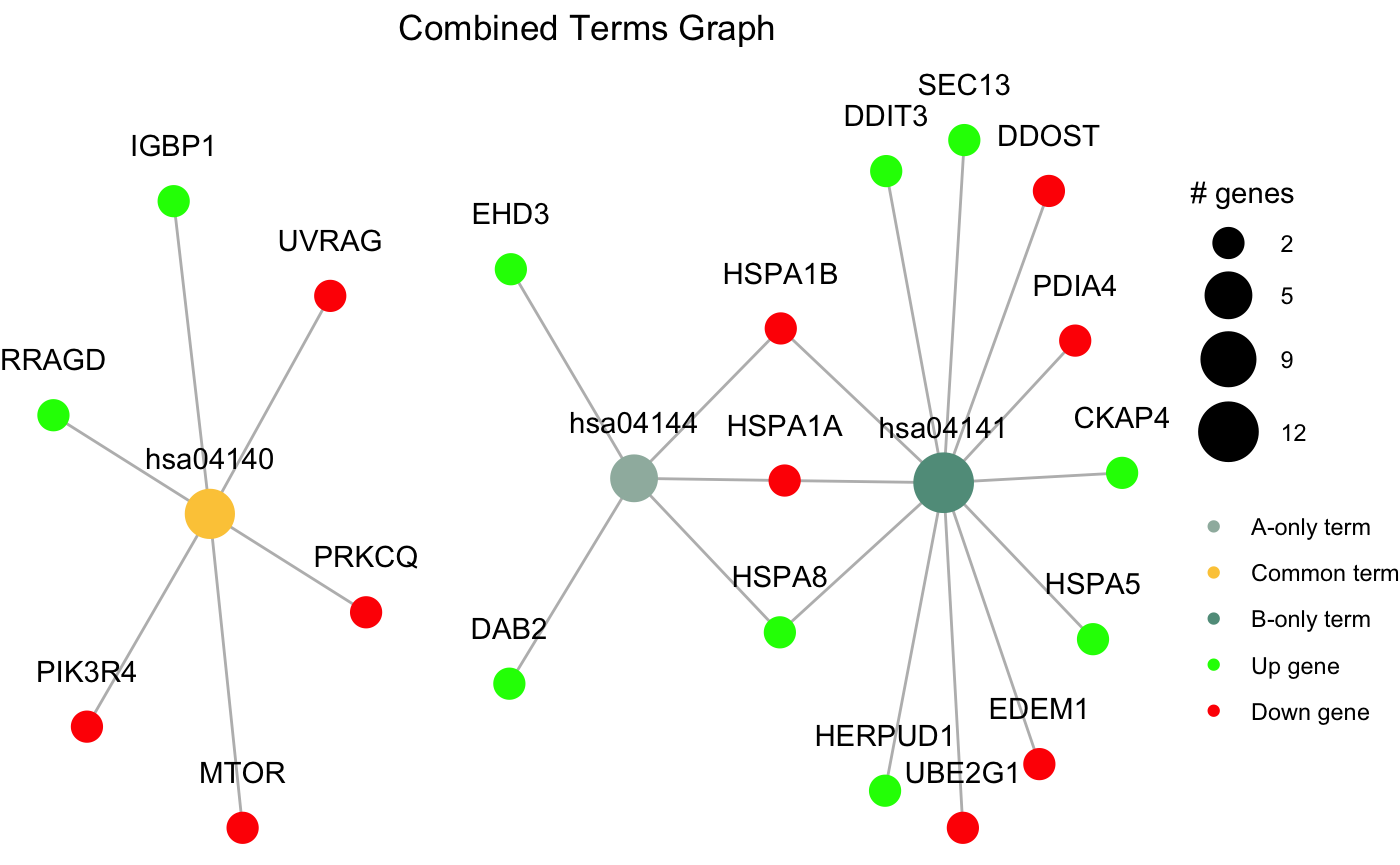 Combined Terms Graph
SEC13
DDIT3
DDOST
IGBP1
# genes
EHD3
UVRAG
2
HSPA1B
PDIA4
5
RRAGD
9
CKAP4
hsa04144
HSPA1A
hsa04141
12
hsa04140
A-only term
PRKCQ
Common term
HSPA8
HSPA5
B-only term
DAB2
PIK3R4
Up gene
EDEM1
Down gene
HERPUD1
MTOR
UBE2G1